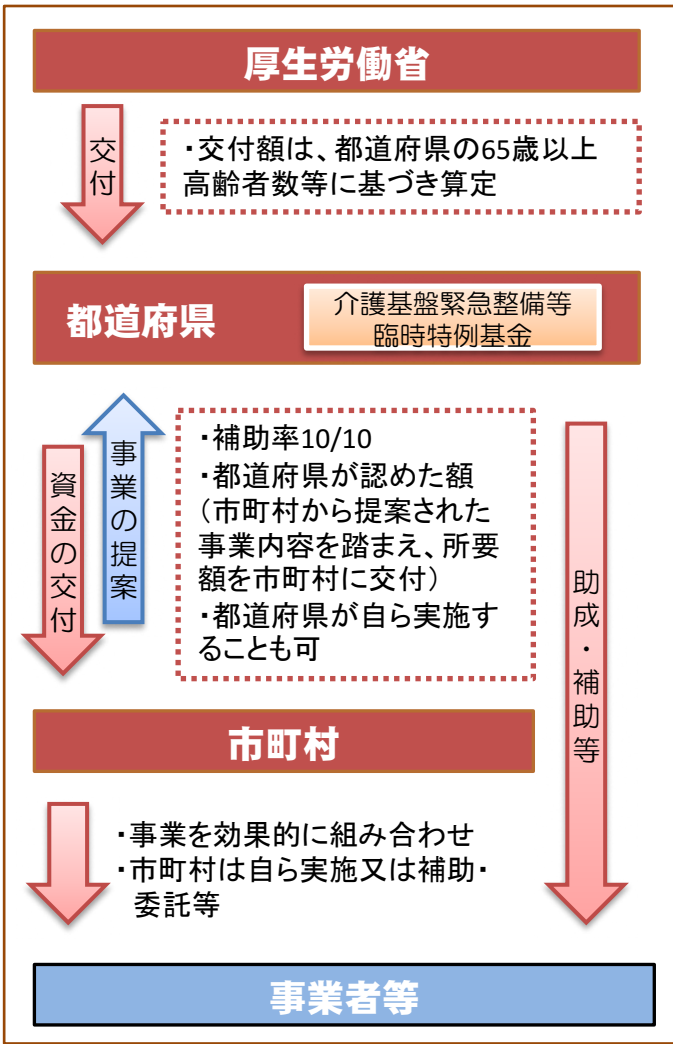 厚生労働省
交付
・交付額は、都道府県の65歳以上
高齢者数等に基づき算定
都道府県
介護基盤緊急整備等
臨時特例基金
資金の交付
事業の提案
・補助率10/10
・都道府県が認めた額
（市町村から提案された
事業内容を踏まえ、所要
額を市町村に交付）
・都道府県が自ら実施す
ることも可
助成・補助等
市町村
・事業を効果的に組み合わせ
・市町村は自ら実施又は補助・
委託等
事業者等